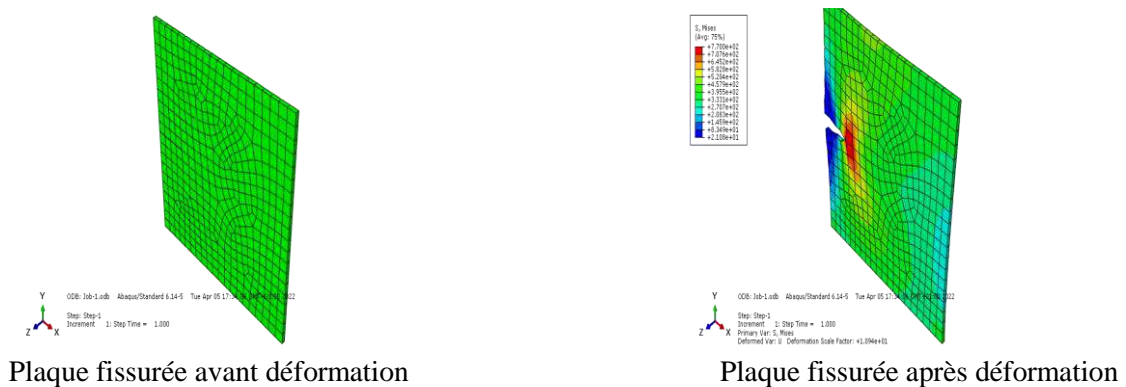 S, Mises
(Avg: 75%)
+7.700e+02
+7.076e+02
+6.452e+02
+5.828e+02
+5.204e+02
+4.579e+02
+3.955e+02
+3.331e+02
+2.707e+02
+2.083e+02
+1.459e+02
+8.349e+01
+2.108e+01
Y
Z
X
ODB: Job-1.odb Abaqus/Standard 6.14-5 Tue Apr 05 2022
Step: Step-1
Increment 1: Step Time = 1.000
Y
Z
X
ODB: Job-1.odb Abaqus/Standard 6.14-5 Tue Apr 05 2022
Step: Step-1
Increment 1: Step Time = 1.000
Primary Var: S, Mises
Deformed Var: U Deformation Scale Factor: +1.094e+01
Plaque fissurée avant déformation
Plaque fissurée après déformation